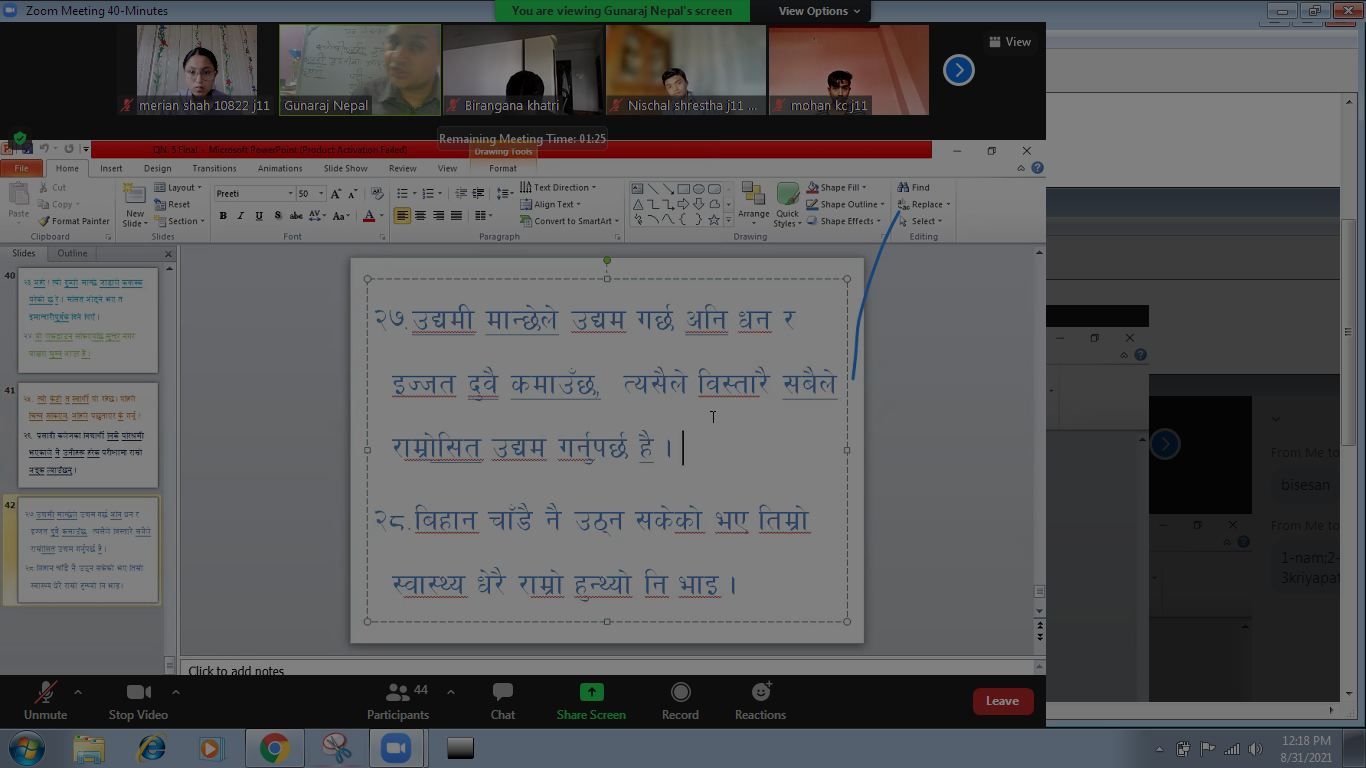 Zoom Meeting 40-Minutes
You are viewing Gunaraj Nepal's screen
View Options
View
merian shah 10822 j11
Gunaraj Nepal
Birangana khatri
Nischal shrestha j11 ...
mohan kc j11
Remaining Meeting Time: 01:25
QN. 5 Final - Microsoft PowerPoint (Product Activation Failed)
Drawing Tools
File Home Insert Design Transitions Animations Slide Show Review View Format
Paste
Cut
Copy
Format Painter
Clipboard
New Slide
Layout
Reset
Section
Slides
Preeti 50
Font
Text Direction
Align Text
Convert to SmartArt
Paragraph
Arrange
Quick Styles
Shape Fill
Shape Outline
Shape Effects
Drawing
Find
Replace
Select
Editing
Slides Outline
40
41
42
२७. उद्यमी मान्छेले उद्यम गर्छ अनि धन र
इज्जत दुवै कमाउँछ, त्यसैले विस्तारै सबैले
राम्रोसित उद्यम गर्नुपर्छ है ।
२८. बिहान चाँडै नै उठ्न सकेको भए तिम्रो
स्वास्थ्य धेरै राम्रो हुन्थ्यो नि भाइ ।
Click to add notes
From Me to
bisesan
From Me to
1-nam;2-
3kriyapat
Unmute
Stop Video
Participants 44
Chat
Share Screen
Record
Reactions
Leave
12:18 PM
8/31/2021